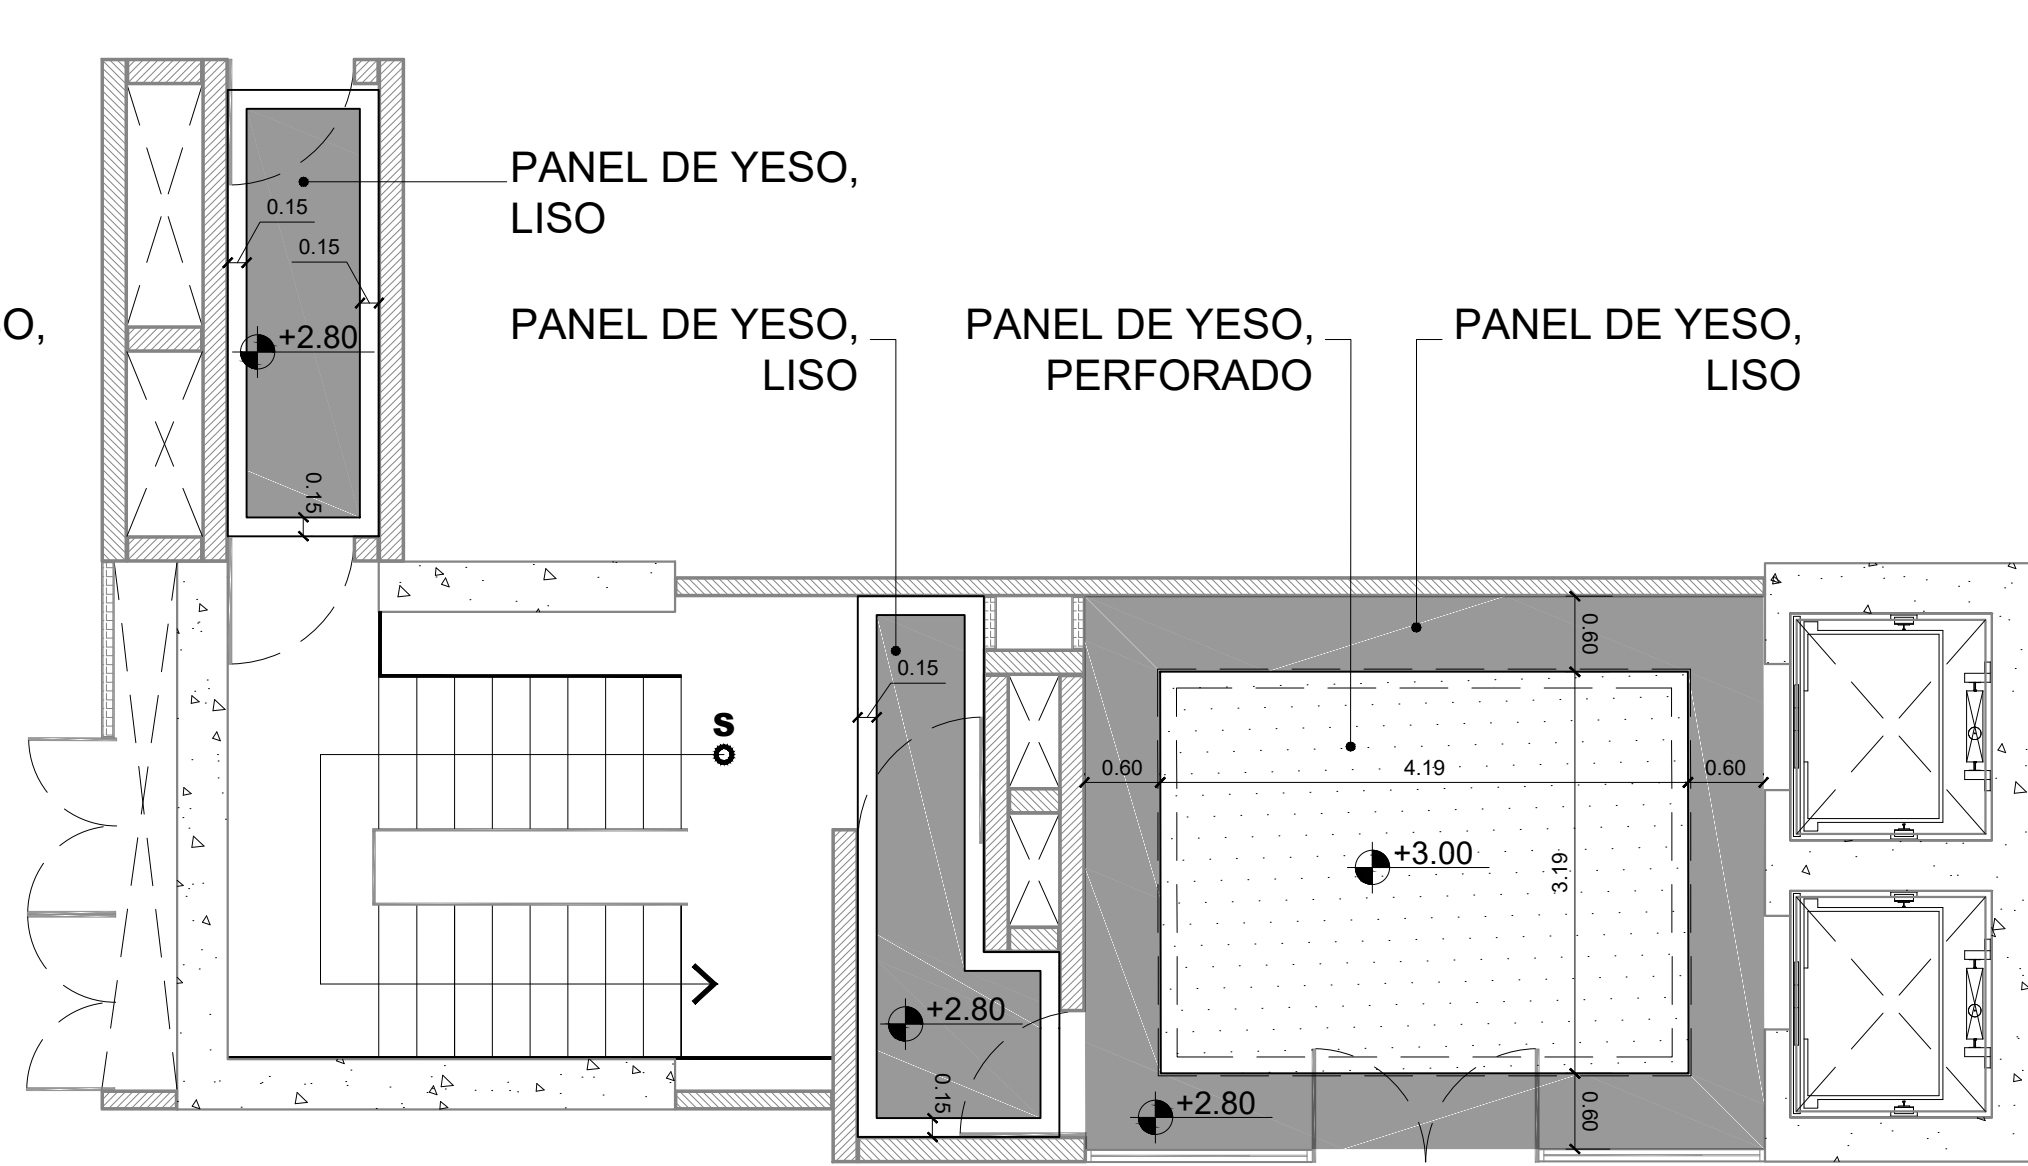 PANEL DE YESO,
LISO
0.15
0.15
+2.80
0.15
O,
PANEL DE YESO,
LISO
PANEL DE YESO,
PERFORADO
PANEL DE YESO,
LISO
0.60
0.15
S
0.60
4.19
0.60
+3.00
3.19
+2.80
0.15
+2.80
0.60